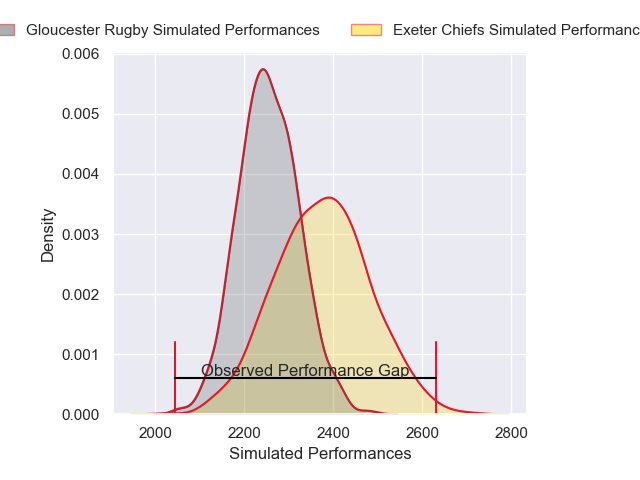 Gloucester Rugby Simulated Performances
Exeter Chiefs Simulated Performanc
0.006
0.005
0.004
0.003
0.002
0.001
0.000
Density
Observed Performance Gap
2000
2200
2400
2600
2800
Simulated Performances